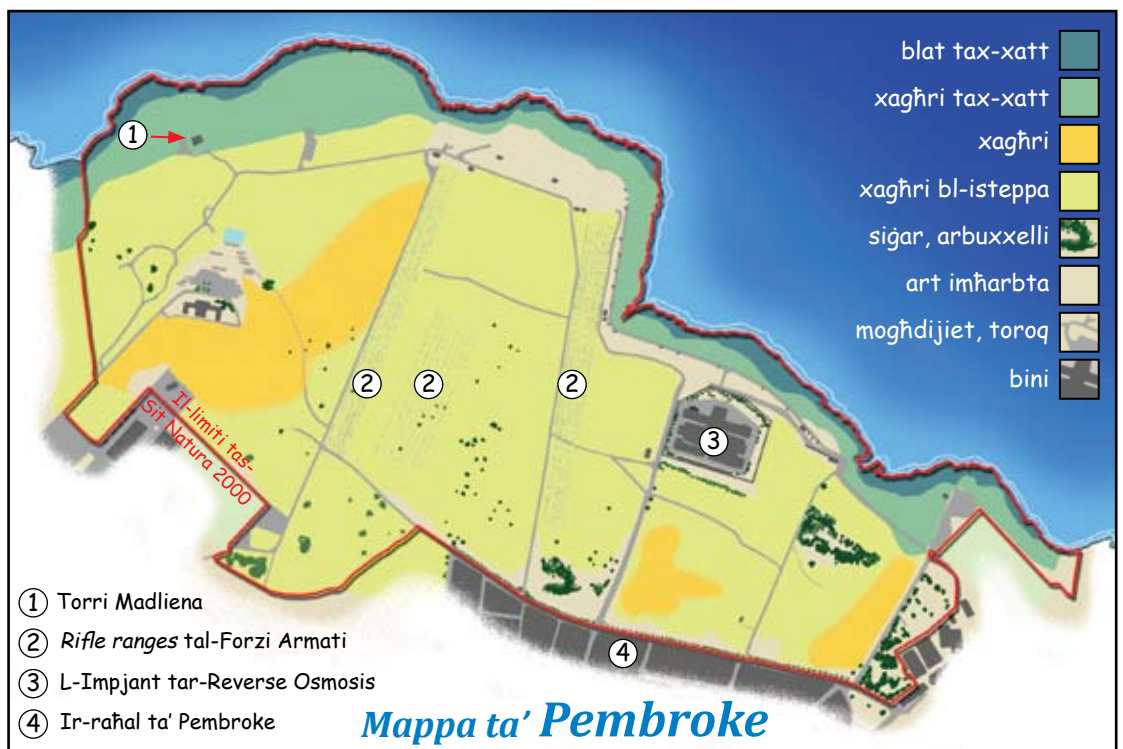 blat tax-xatt
xagħri tax-xatt
xagħri
xagħri bl-isteppa
siġar, arbuxxelli
art imħarbta
mogħdijiet, toroq
bini
1
2
2
2
3
4
Il-limiti tas-
Sit Natura 2000
1 Torri Madliena
2 Rifle ranges tal-Forzi Armati
3 L-Impjant tar-Reverse Osmosis
4 Ir-raħal ta' Pembroke
Mappa ta' Pembroke